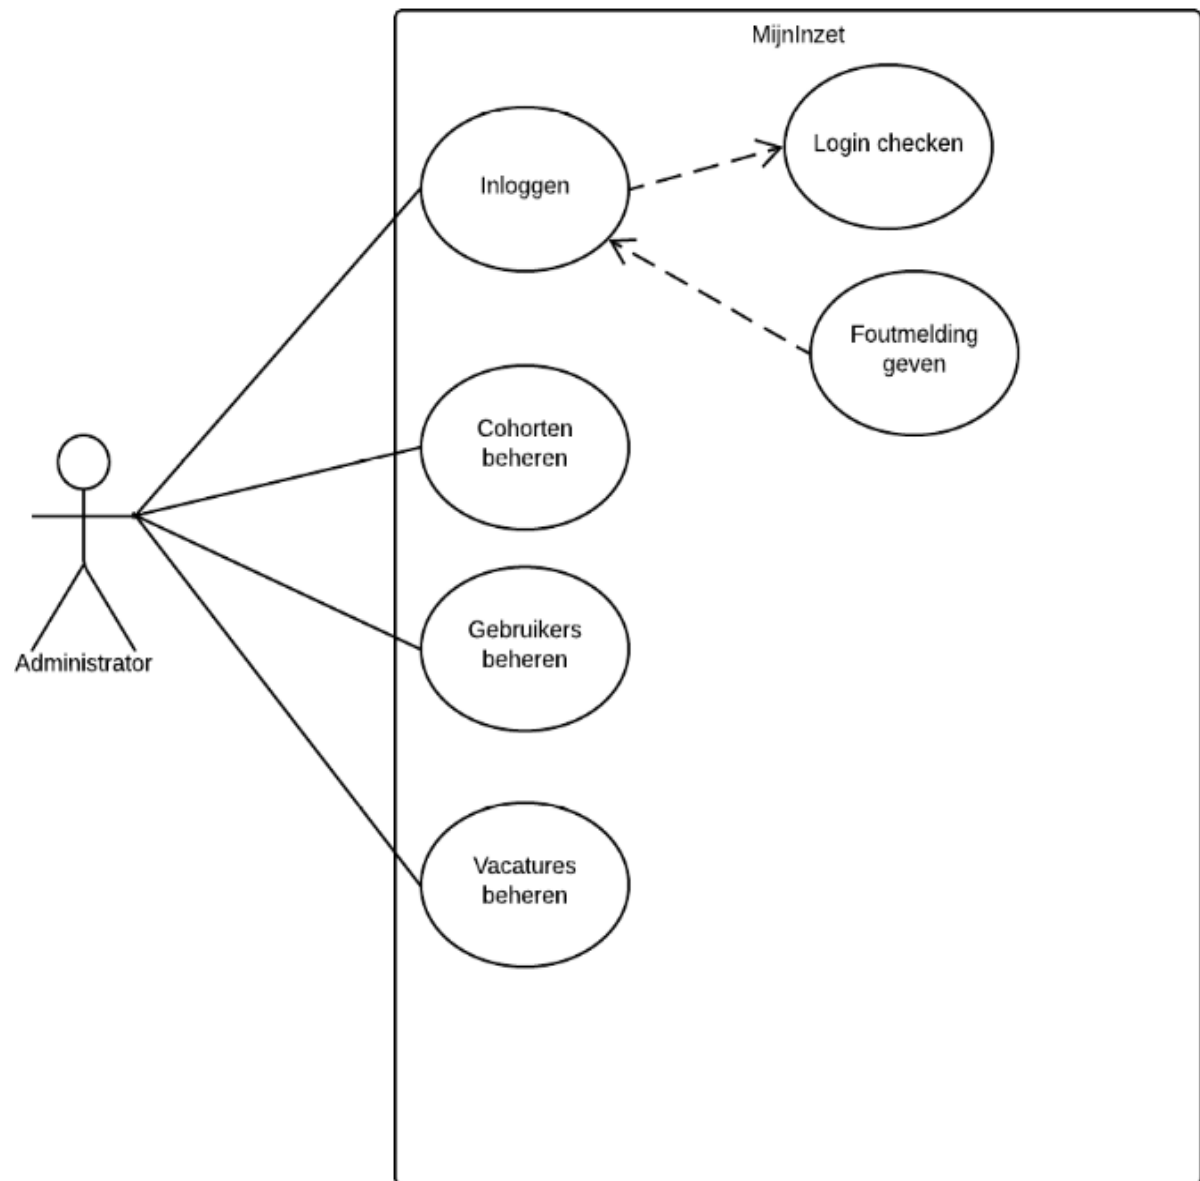 MijnInzet
Login checken
Inloggen
Foutmelding
geven
Cohorten
beheren
Gebruikers
beheren
Administrator
Vacatures
beheren